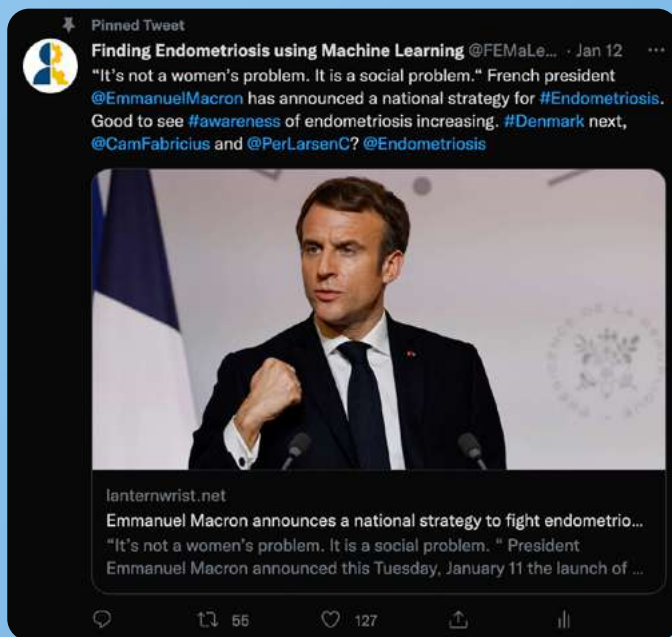 Pinned Tweet
Finding Endometriosis using Machine Learning @FEMaLe... · Jan 12 ···
“It's not a women's problem. It is a social problem.“ French president
@EmmanuelMacron has announced a national strategy for #Endometriosis.
Good to see #awareness of endometriosis increasing. #Denmark next,
@CamFabricius and @PerLarsenC? @Endometriosis
lanternwrist.net
Emmanuel Macron announces a national strategy to fight endometrio...
“It's not a women's problem. It is a social problem. “ President
Emmanuel Macron announced this Tuesday, January 11 the launch of ...
55 127